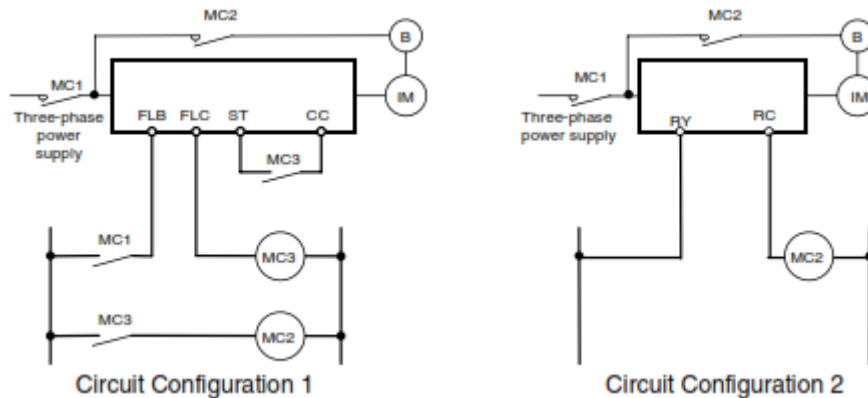 MC2
B
MC1
IM
Three-phase
power
supply
FLB FLC ST CC
MC3
MC1
MC3
MC3
MC2
Circuit Configuration 1
MC2
B
MC1
IM
Three-phase
power supply
RY RC
MC2
Circuit Configuration 2